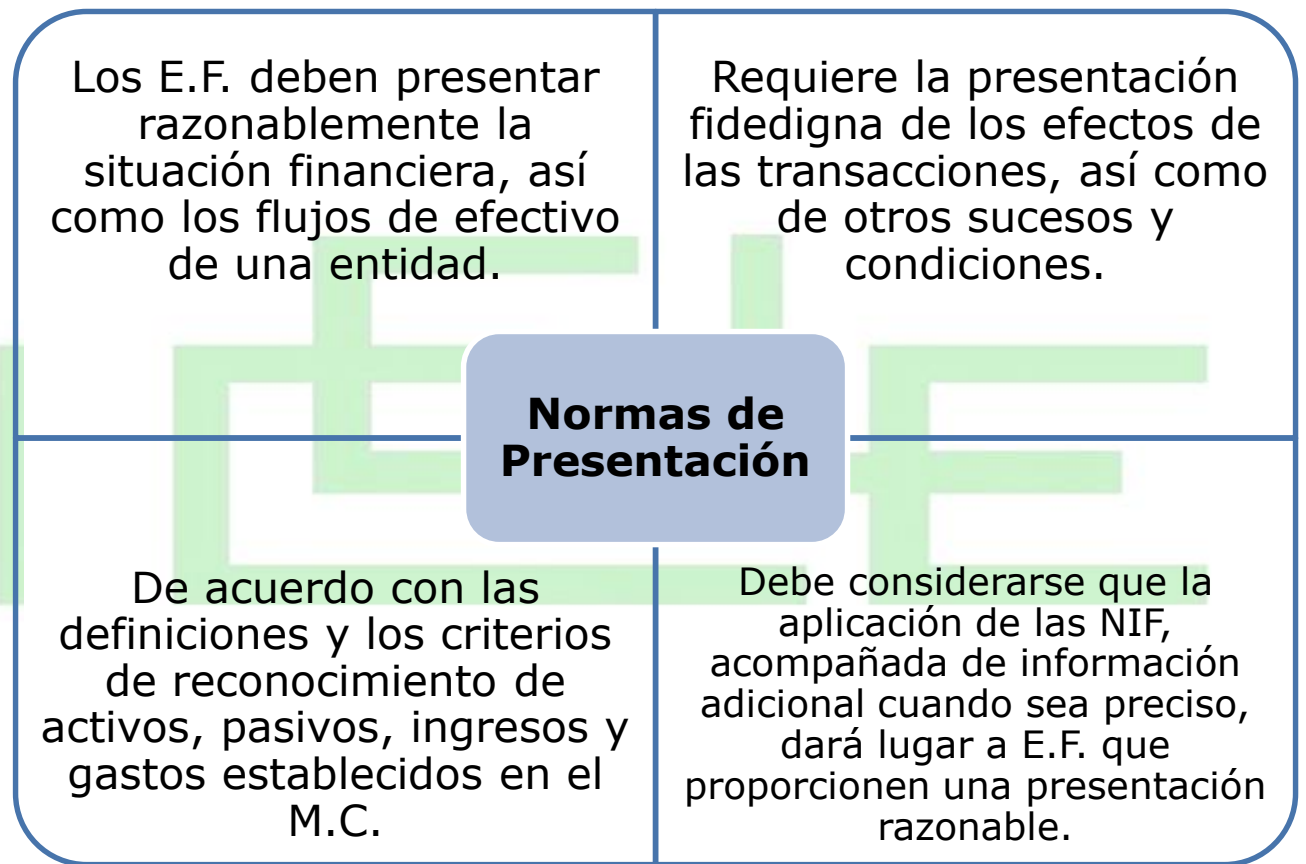 Los E.F. deben presentar
razonablemente la
situación financiera, así
como los flujos de efectivo
de una entidad.
Requiere la presentación
fidedigna de los efectos de
las transacciones, así como
de otros sucesos y
condiciones.
Normas de
Presentación
De acuerdo con las
definiciones y los criterios
de reconocimiento de
activos, pasivos, ingresos y
gastos establecidos en el
M.C.
Debe considerarse que la
aplicación de las NIF,
acompañada de información
adicional cuando sea preciso,
dará lugar a E.F. que
proporcionen una presentación
razonable.